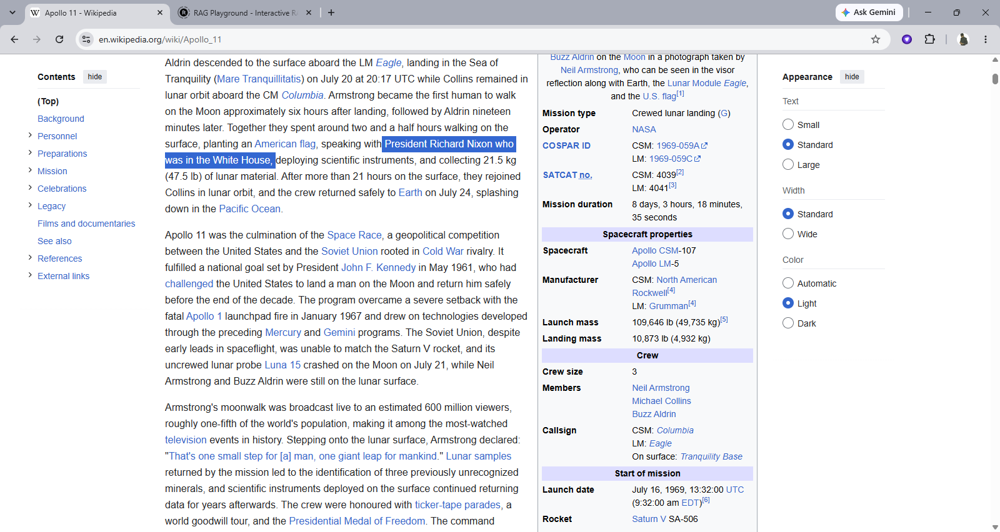 Apollo 11 - Wikipedia
RAG Playground - Interactive R
Ask Gemini
en.wikipedia.org/wiki/Apollo_11
Contents
hide
(Top)
Background
Personnel
Preparations
Mission
Celebrations
Legacy
Films and documentaries
See also
References
External links
Aldrin descended to the surface aboard the LM Eagle, landing in the Sea of
Tranquility (Mare Tranquillitatis) on July 20 at 20:17 UTC while Collins remained in
lunar orbit aboard the CM Columbia. Armstrong became the first human to walk
on the Moon approximately six hours after landing, followed by Aldrin nineteen
minutes later. Together they spent around two and a half hours walking on the
surface, planting an American flag, speaking with President Richard Nixon who
was in the White House, deploying scientific instruments, and collecting 21.5 kg
(47.5 lb) of lunar material. After more than 21 hours on the surface, they rejoined
Collins in lunar orbit, and the crew returned safely to Earth on July 24, splashing
down in the Pacific Ocean.
Apollo 11 was the culmination of the Space Race, a geopolitical competition
between the United States and the Soviet Union rooted in Cold War rivalry. It
fulfilled a national goal set by President John F. Kennedy in May 1961, who had
challenged the United States to land a man on the Moon and return him safely
before the end of the decade. The program overcame a severe setback with the
fatal Apollo 1 launchpad fire in January 1967 and drew on technologies developed
through the preceding Mercury and Gemini programs. The Soviet Union, despite
early leads in spaceflight, was unable to match the Saturn V rocket, and its
uncrewed lunar probe Luna 15 crashed on the Moon on July 21, while Neil
Armstrong and Buzz Aldrin were still on the lunar surface.
Armstrong's moonwalk was broadcast live to an estimated 600 million viewers,
roughly one-fifth of the world's population, making it among the most-watched
television events in history. Stepping onto the lunar surface, Armstrong declared:
"That's one small step for [a] man, one giant leap for mankind." Lunar samples
returned by the mission led to the identification of three previously unrecognized
minerals, and scientific instruments deployed on the surface continued returning
data for years afterwards. The crew were honoured with ticker-tape parades, a
world goodwill tour, and the Presidential Medal of Freedom. The command
Buzz Aldrin on the Moon in a photograph taken by
Neil Armstrong, who can be seen in the visor
reflection along with Earth, the Lunar Module Eagle,
and the U.S. flag[1]
Mission type Crewed lunar landing (G)
Operator NASA
COSPAR ID CSM: 1969-059A
LM: 1969-059C
SATCAT no. CSM: 4039[2]
LM: 4041[3]
Mission duration 8 days, 3 hours, 18 minutes,
35 seconds
Spacecraft properties
Spacecraft Apollo CSM-107
Apollo LM-5
Manufacturer CSM: North American
Rockwell[4]
LM: Grumman[4]
Launch mass 109,646 lb (49,735 kg)[5]
Landing mass 10,873 lb (4,932 kg)
Crew
Crew size 3
Members Neil Armstrong
Michael Collins
Buzz Aldrin
Callsign CSM: Columbia
LM: Eagle
On surface: Tranquility Base
Start of mission
Launch date July 16, 1969, 13:32:00 UTC
(9:32:00 am EDT)[6]
Rocket Saturn V SA-506
Appearance
hide
Text
Small
Standard
Large
Width
Standard
Wide
Color
Automatic
Light
Dark